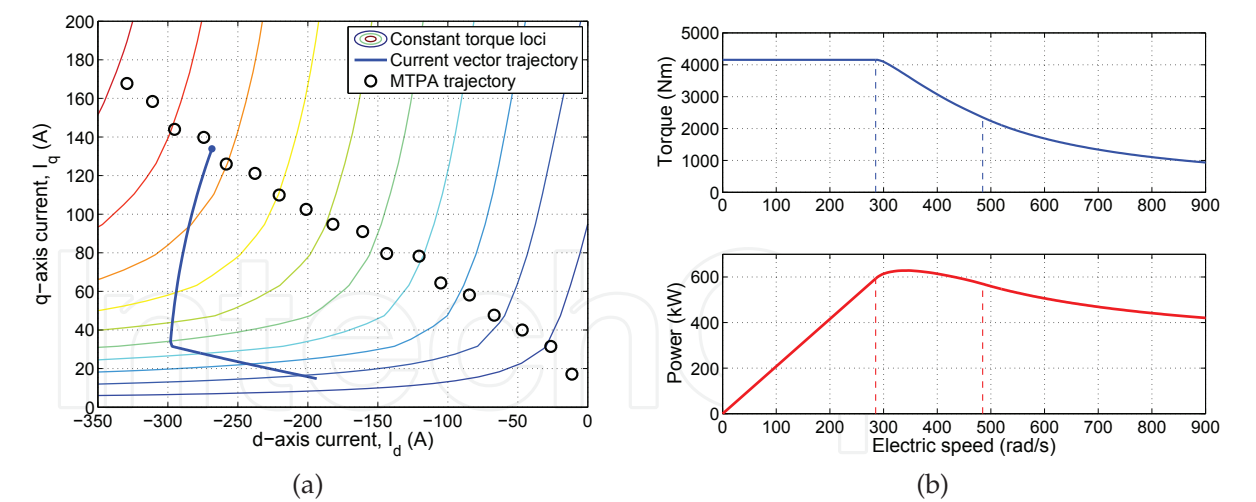 200
180
160
140
120
100
80
60
40
20
0
−350
−300
−250
−200
−150
−100
−50
0
q−axis current, I_q (A)
d−axis current, I_d (A)
Constant torque loci
Current vector trajectory
MTPA trajectory
(a)
5000
4000
3000
2000
1000
0
Torque (Nm)
0 100 200 300 400 500 600 700 800 900
600
400
200
0
Power (kW)
0 100 200 300 400 500 600 700 800 900
Electric speed (rad/s)
(b)